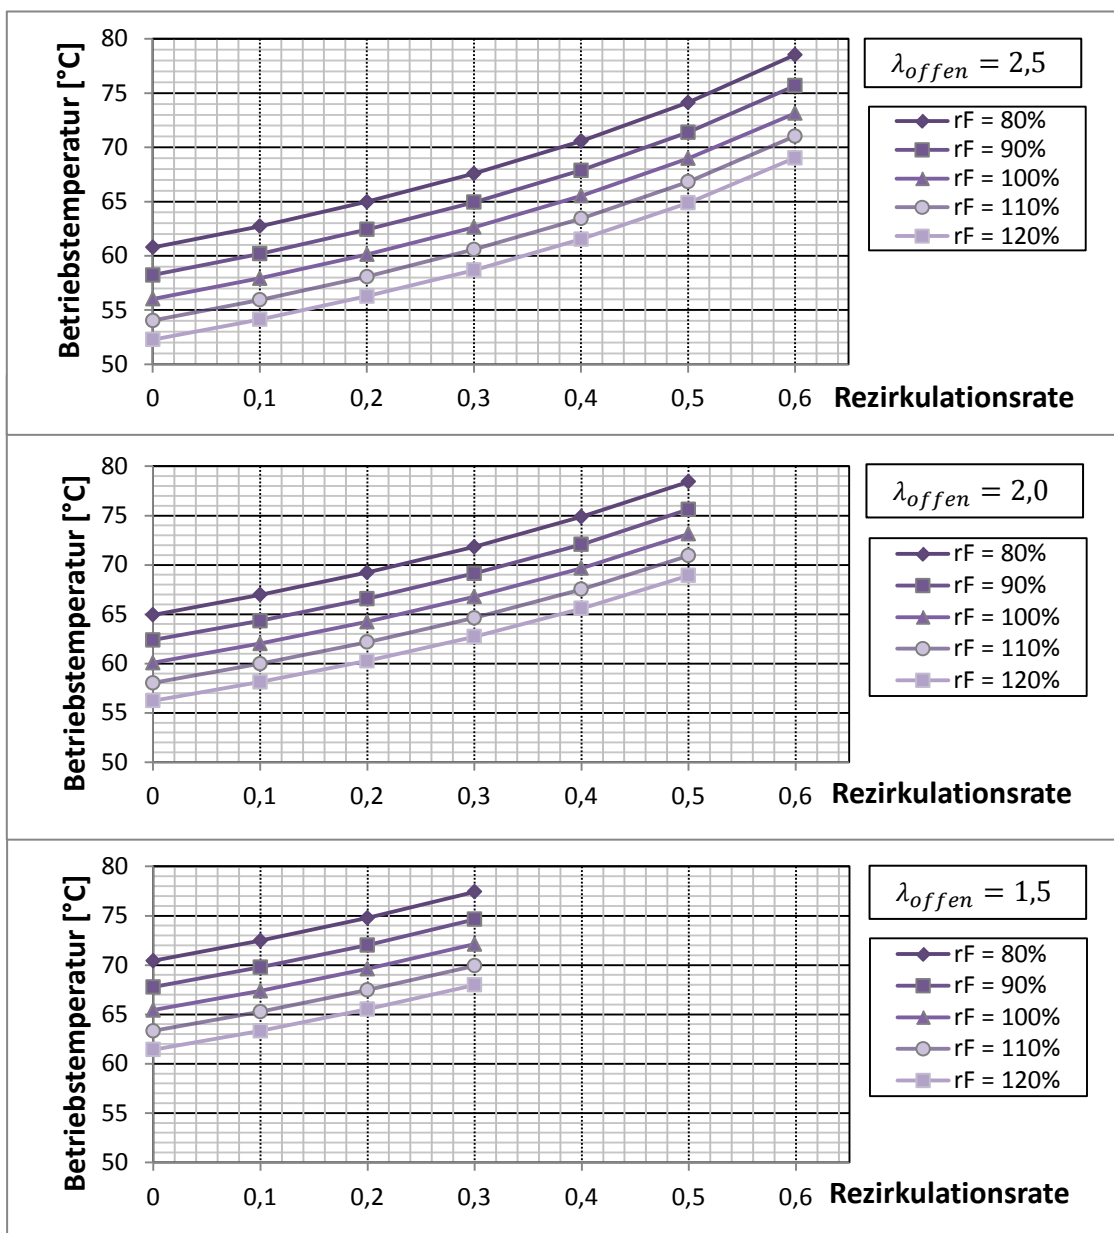 Betriebstemperatur [°C]
80
75
70
65
60
55
50
0 0,1 0,2 0,3 0,4 0,5 0,6
Rezirkulationsrate
λoffen = 2,5
rF = 80%
rF = 90%
rF = 100%
rF = 110%
rF = 120%
Betriebstemperatur [°C]
80
75
70
65
60
55
50
0 0,1 0,2 0,3 0,4 0,5 0,6
Rezirkulationsrate
λoffen = 2,0
rF = 80%
rF = 90%
rF = 100%
rF = 110%
rF = 120%
Betriebstemperatur [°C]
80
75
70
65
60
55
50
0 0,1 0,2 0,3 0,4 0,5 0,6
Rezirkulationsrate
λoffen = 1,5
rF = 80%
rF = 90%
rF = 100%
rF = 110%
rF = 120%